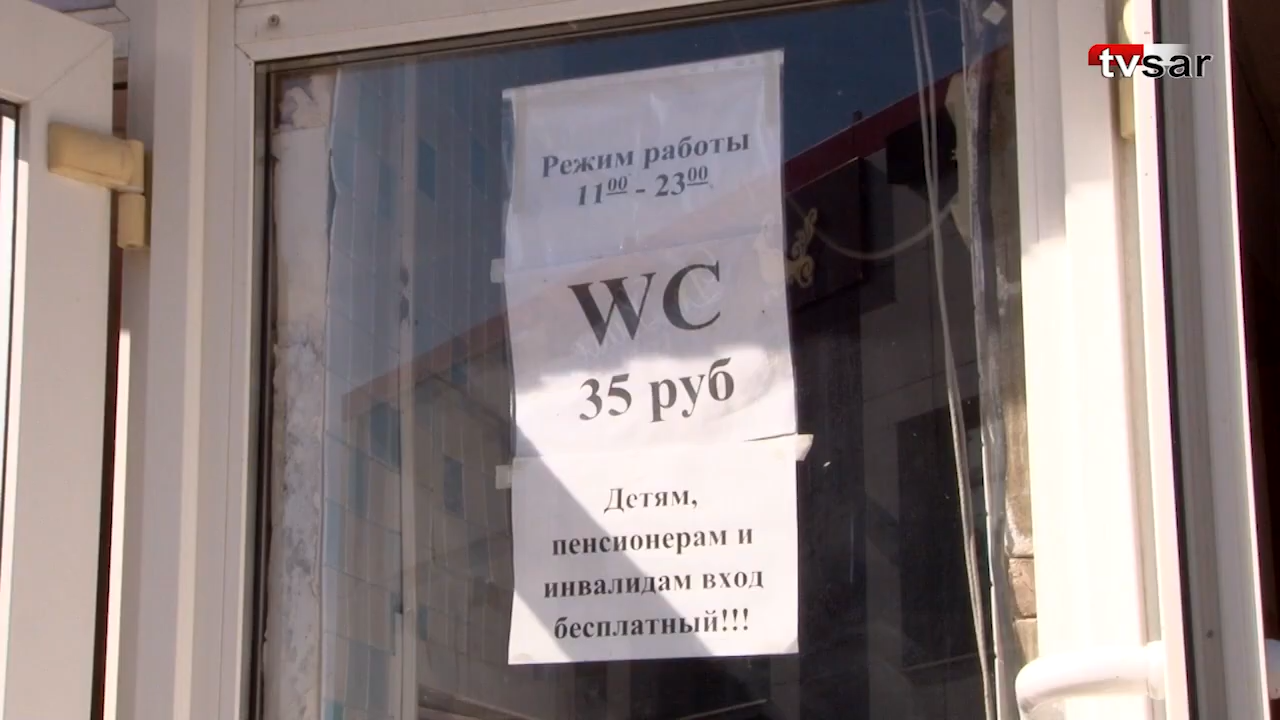 tvsar
Режим работы
11⁰⁰ - 23⁰⁰
WC
35 руб
Детям,
пенсионерам и
инвалидам вход
бесплатный!!!